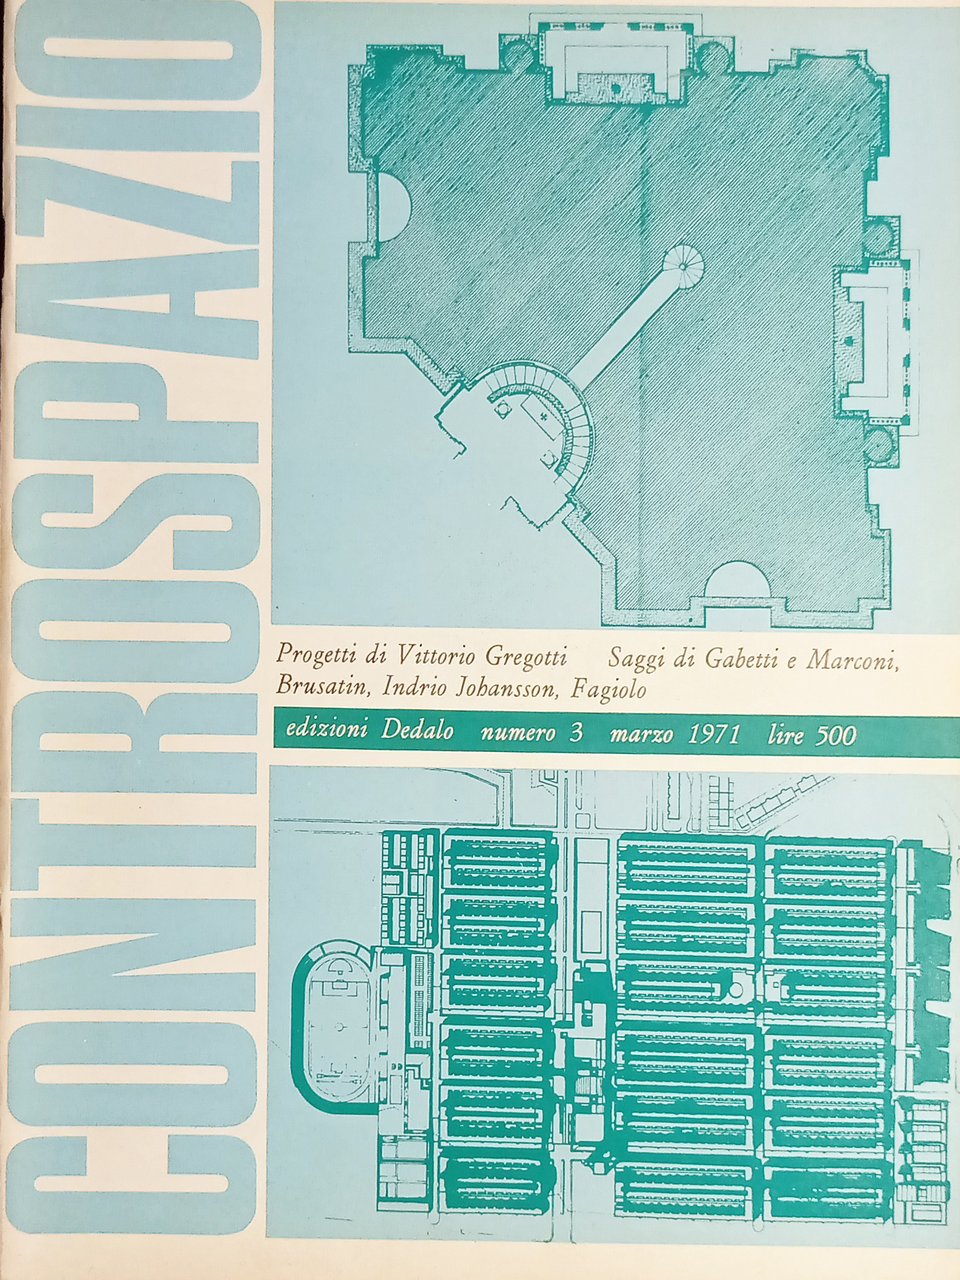 CONTROSPAZIO
Progetti di Vittorio Gregotti Saggi di Gabetti e Marconi,
Brusatin, Indrio Johansson, Fagiolo
edizioni Dedalo numero 3 marzo 1971 lire 500